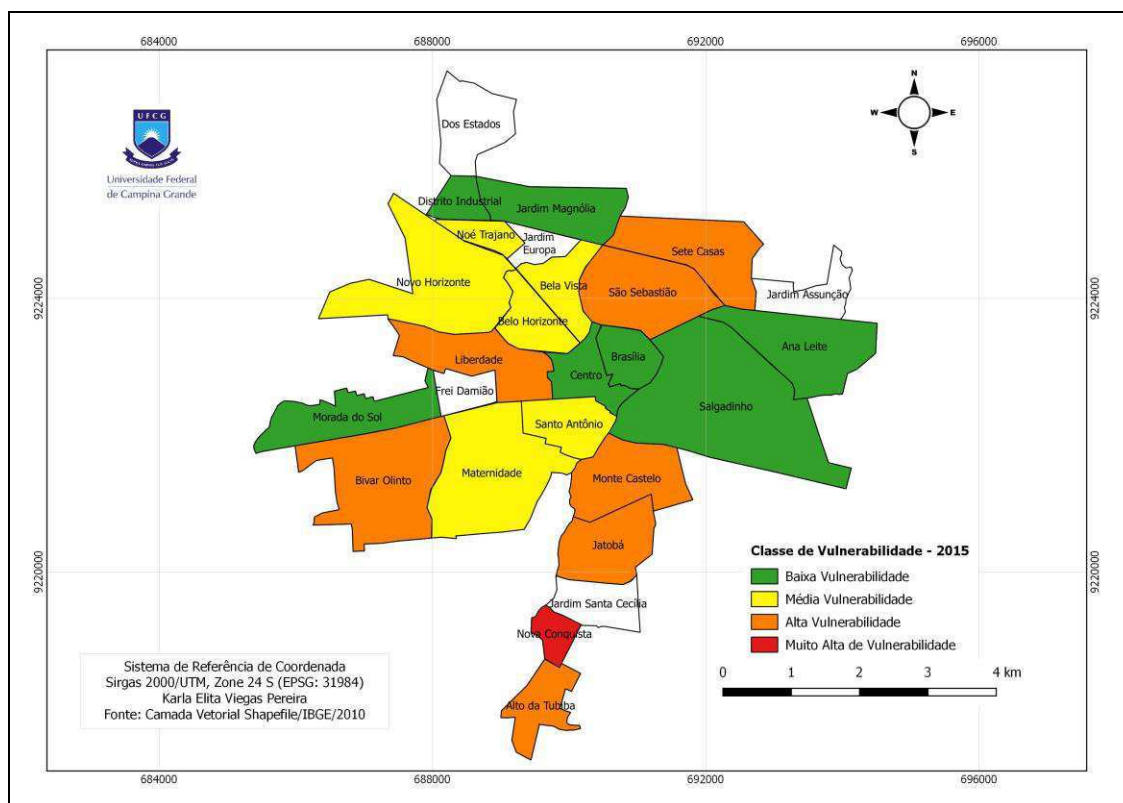 684000
688000
692000
696000
N
W
E
S
UFCG
Universidade Federal
de Campina Grande
Dos Estados
Distrito Industrial
Jardim Magnólia
Noé Trajano
Jardim
Europa
Sete Casas
Novo Horizonte
Bela Vista
São Sebastião
Jardim Assunção
9224000
9224000
Belo Horizonte
Liberdade
Brasília
Ana Leite
Centro
Frei Damião
Salgadinho
Morada do Sol
Santo Antônio
Bivar Olinto
Maternidade
Monte Castelo
Jatobá
9220000
9220000
Jardim Santa Cecília
Nova Conquista
Alto da Tubiba
Classe de Vulnerabilidade - 2015
Baixa Vulnerabilidade
Média Vulnerabilidade
Alta Vulnerabilidade
Muito Alta de Vulnerabilidade
0 1 2 3 4 km
Sistema de Referência de Coordenada
Sirgas 2000/UTM, Zone 24 S (EPSG: 31984)
Karla Elita Viegas Pereira
Fonte: Camada Vetorial Shapefile/IBGE/2010
684000
688000
692000
696000